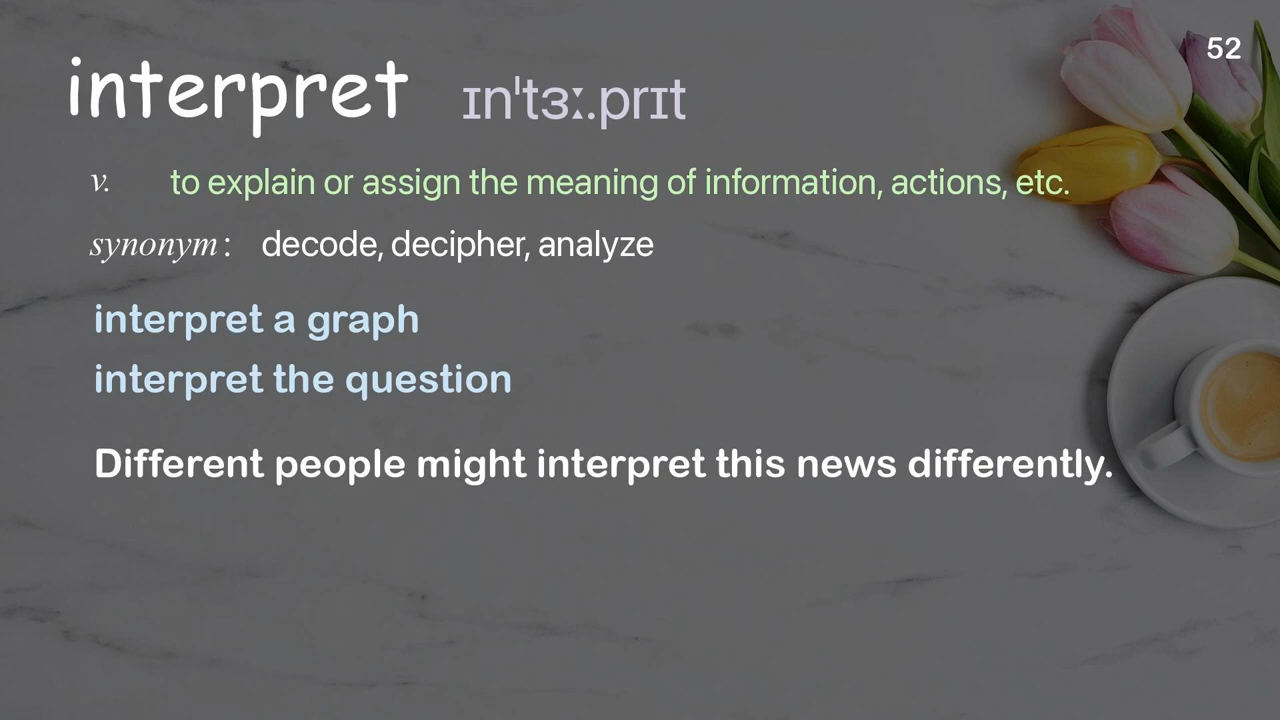 52
interpret ɪnˈtɜː.prɪt
v. to explain or assign the meaning of information, actions, etc.
synonym: decode, decipher, analyze
interpret a graph
interpret the question
Different people might interpret this news differently.